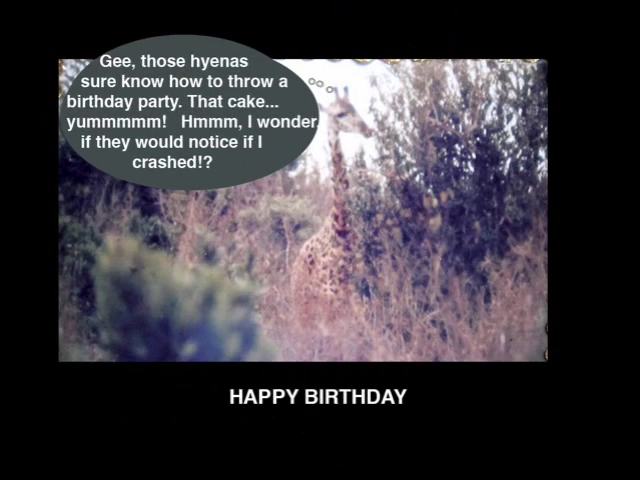 Gee, those hyenas
sure know how to throw a
birthday party. That cake...
yummmmm! Hmmm, I wonder
if they would notice if I
crashed!?
HAPPY BIRTHDAY